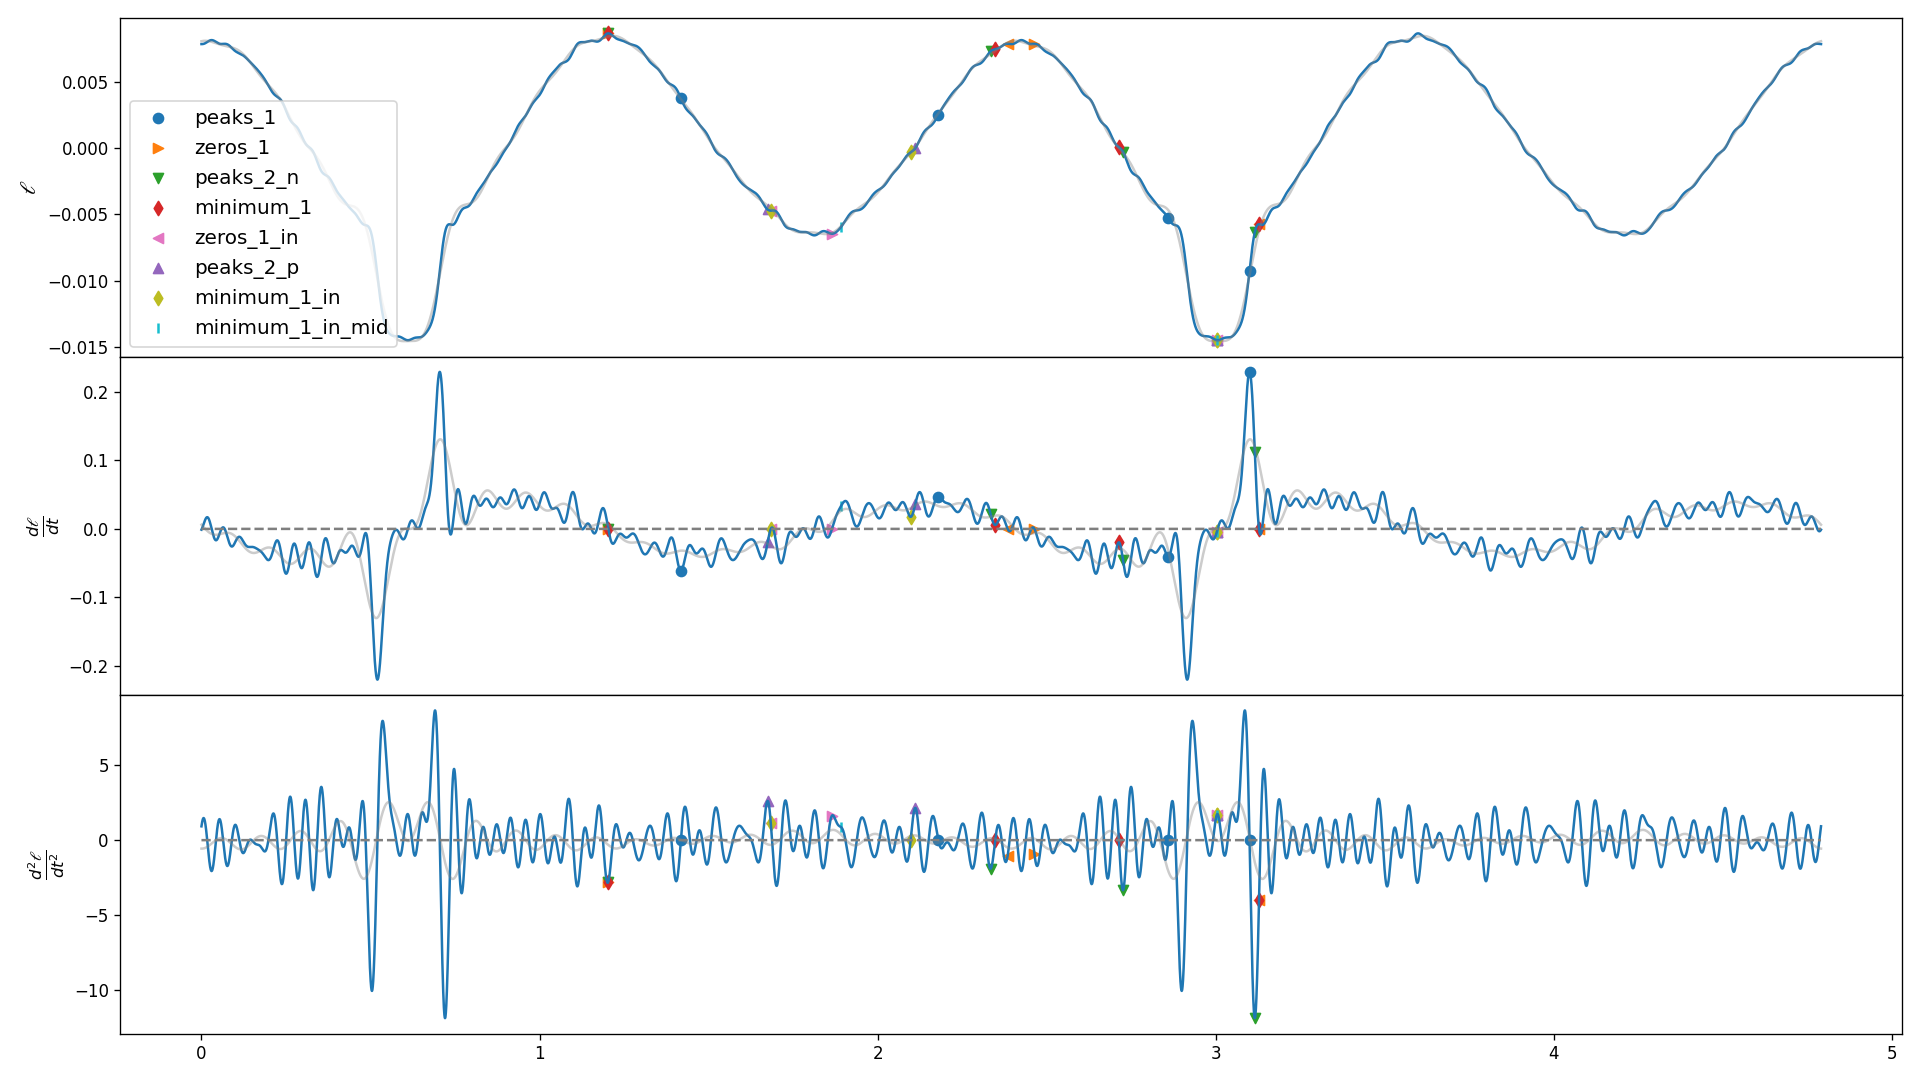 0.005
0.000
−0.005
−0.010
−0.015
ℓ
peaks_1
zeros_1
peaks_2_n
minimum_1
zeros_1_in
peaks_2_p
minimum_1_in
minimum_1_in_mid
0.2
0.1
0.0
−0.1
−0.2
dℓ/dt
5
0
−5
−10
d²ℓ/dt²
0 1 2 3 4 5